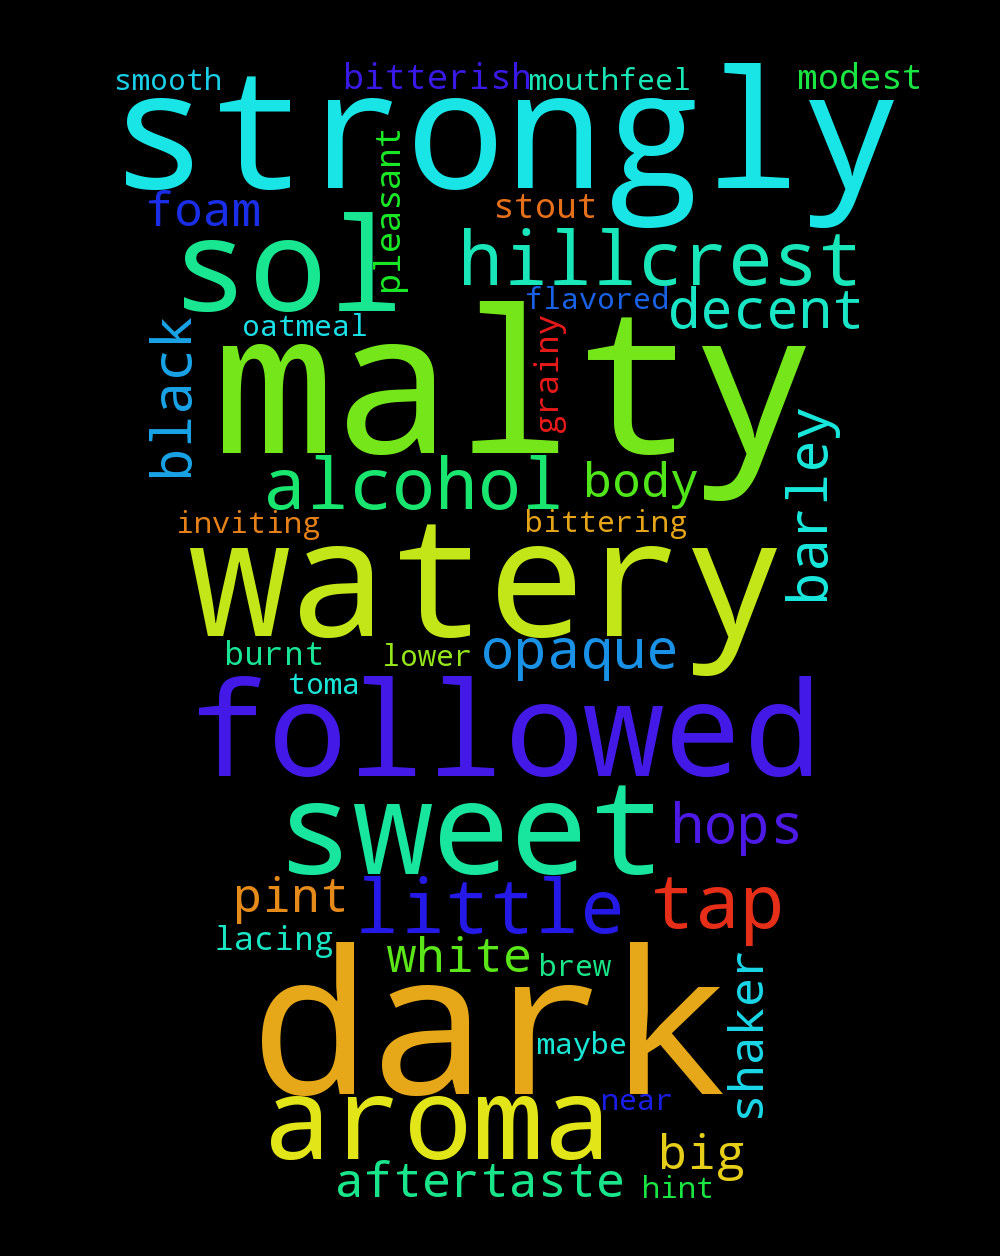 smooth bitterish mouthfeel modest
strongly
pleasant
foam stout
sol hillcrest
flavored decent
oatmeal
black malty grainy
barley
alcohol body
inviting bittering
watery
burnt lower opaque
toma
followed
sweet hops
pint little tap
lacing white brew
dark shaker
maybe
near
aroma
big
aftertaste hint